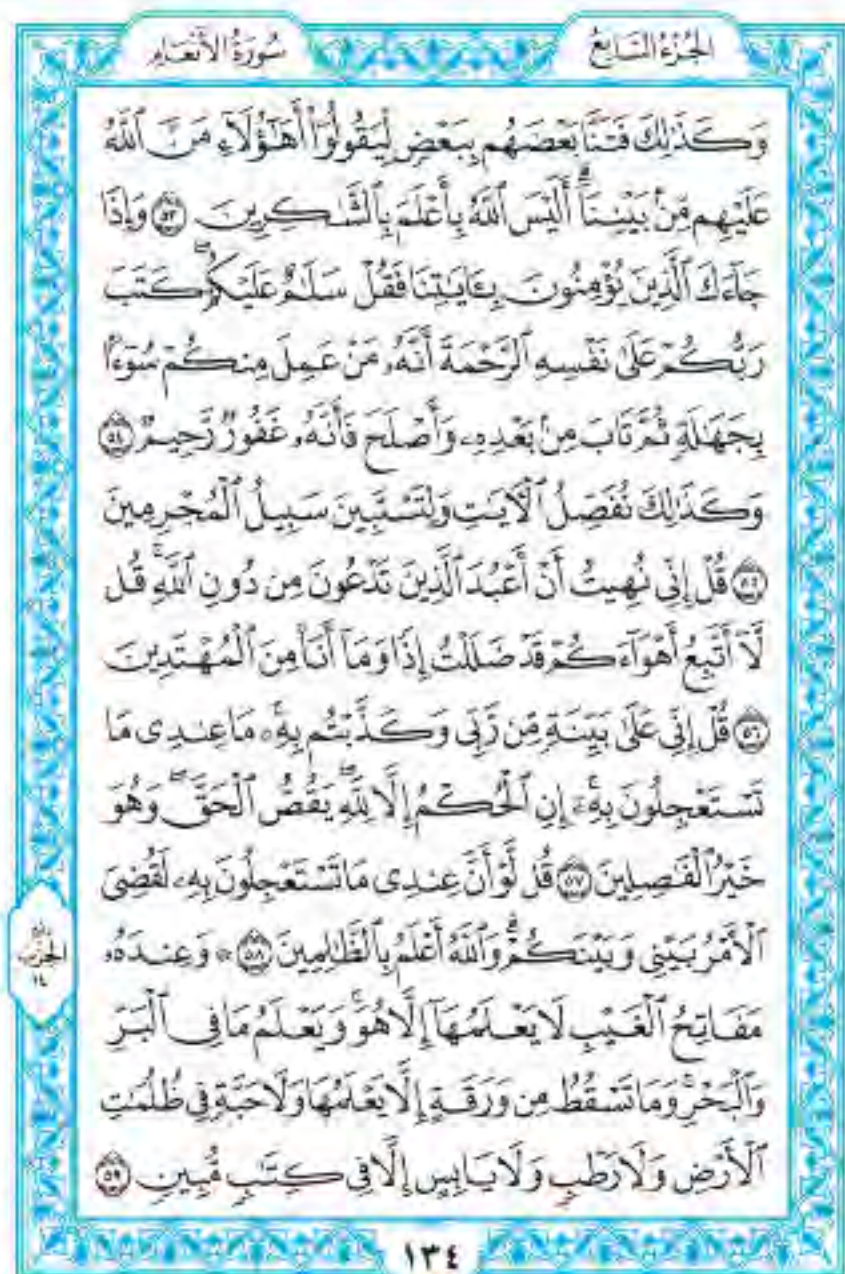 الجُزْءُ السَّابِعُ
سُورَةُ الأَنْعَامِ
وَكَذَٰلِكَ فَتَنَّا بَعْضَهُم بِبَعْضٍ لِّيَقُولُوٓا۟ أَهَٰٓؤُلَآءِ مَنَّ ٱللَّهُ
عَلَيْهِم مِّنۢ بَيْنِنَآ ۗ أَلَيْسَ ٱللَّهُ بِأَعْلَمَ بِٱلشَّٰكِرِينَ ۝٥٣ وَإِذَا
جَآءَكَ ٱلَّذِينَ يُؤْمِنُونَ بِـَٔايَٰتِنَا فَقُلْ سَلَٰمٌ عَلَيْكُمْ ۖ كَتَبَ
رَبُّكُمْ عَلَىٰ نَفْسِهِ ٱلرَّحْمَةَ أَنَّهُۥ مَنْ عَمِلَ مِنكُمْ سُوٓءًۢا
بِجَهَٰلَةٍ ثُمَّ تَابَ مِنۢ بَعْدِهِۦ وَأَصْلَحَ فَأَنَّهُۥ غَفُورٌ رَّحِيمٌ ۝٥٤
وَكَذَٰلِكَ نُفَصِّلُ ٱلْـَٔايَٰتِ وَلِتَسْتَبِينَ سَبِيلُ ٱلْمُجْرِمِينَ
۝٥٥ قُلْ إِنِّى نُهِيتُ أَنْ أَعْبُدَ ٱلَّذِينَ تَدْعُونَ مِن دُونِ ٱللَّهِ ۚ قُل
لَّآ أَتَّبِعُ أَهْوَآءَكُمْ ۙ قَدْ ضَلَلْتُ إِذًا وَمَآ أَنَا۠ مِنَ ٱلْمُهْتَدِينَ
۝٥٦ قُلْ إِنِّى عَلَىٰ بَيِّنَةٍ مِّن رَّبِّى وَكَذَّبْتُم بِهِۦ ۚ مَا عِندِى مَا
تَسْتَعْجِلُونَ بِهِۦٓ ۚ إِنِ ٱلْحُكْمُ إِلَّا لِلَّهِ ۖ يَقُصُّ ٱلْحَقَّ ۖ وَهُوَ
خَيْرُ ٱلْفَٰصِلِينَ ۝٥٧ قُل لَّوْ أَنَّ عِندِى مَا تَسْتَعْجِلُونَ بِهِۦ لَقُضِىَ
ٱلْأَمْرُ بَيْنِى وَبَيْنَكُمْ ۗ وَٱللَّهُ أَعْلَمُ بِٱلظَّٰلِمِينَ ۝٥٨ ۞ وَعِندَهُۥ
مَفَاتِحُ ٱلْغَيْبِ لَا يَعْلَمُهَآ إِلَّا هُوَ ۚ وَيَعْلَمُ مَا فِى ٱلْبَرِّ
وَٱلْبَحْرِ ۚ وَمَا تَسْقُطُ مِن وَرَقَةٍ إِلَّا يَعْلَمُهَا وَلَا حَبَّةٍ فِى ظُلُمَٰتِ
ٱلْأَرْضِ وَلَا رَطْبٍ وَلَا يَابِسٍ إِلَّا فِى كِتَٰبٍ مُّبِينٍ ۝٥٩
الحِزْب
١٤
١٣٤